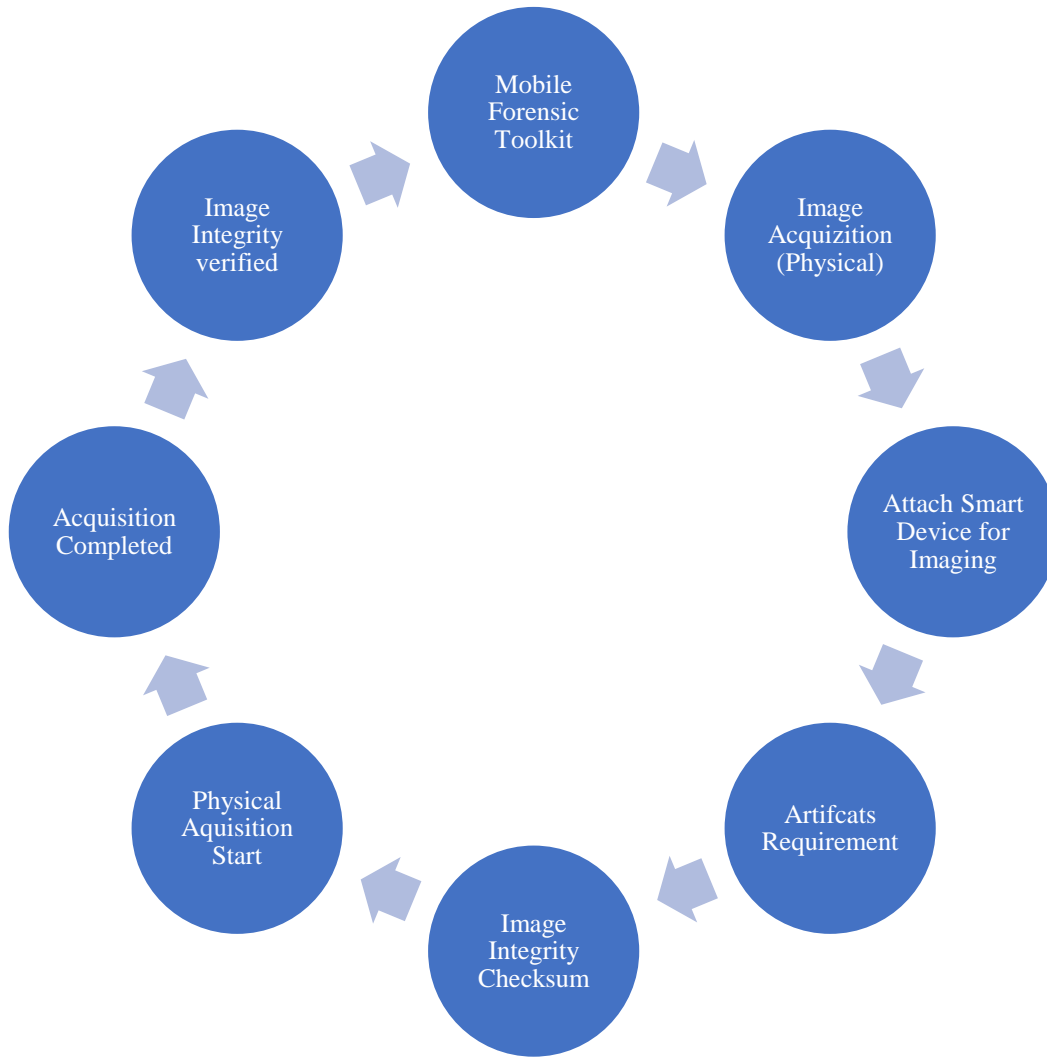 Mobile
Forensic
Toolkit
Image
Acquizition
(Physical)
Attach Smart
Device for
Imaging
Artifcats
Requirement
Image
Integrity
Checksum
Physical
Aquisition
Start
Acquisition
Completed
Image
Integrity
verified